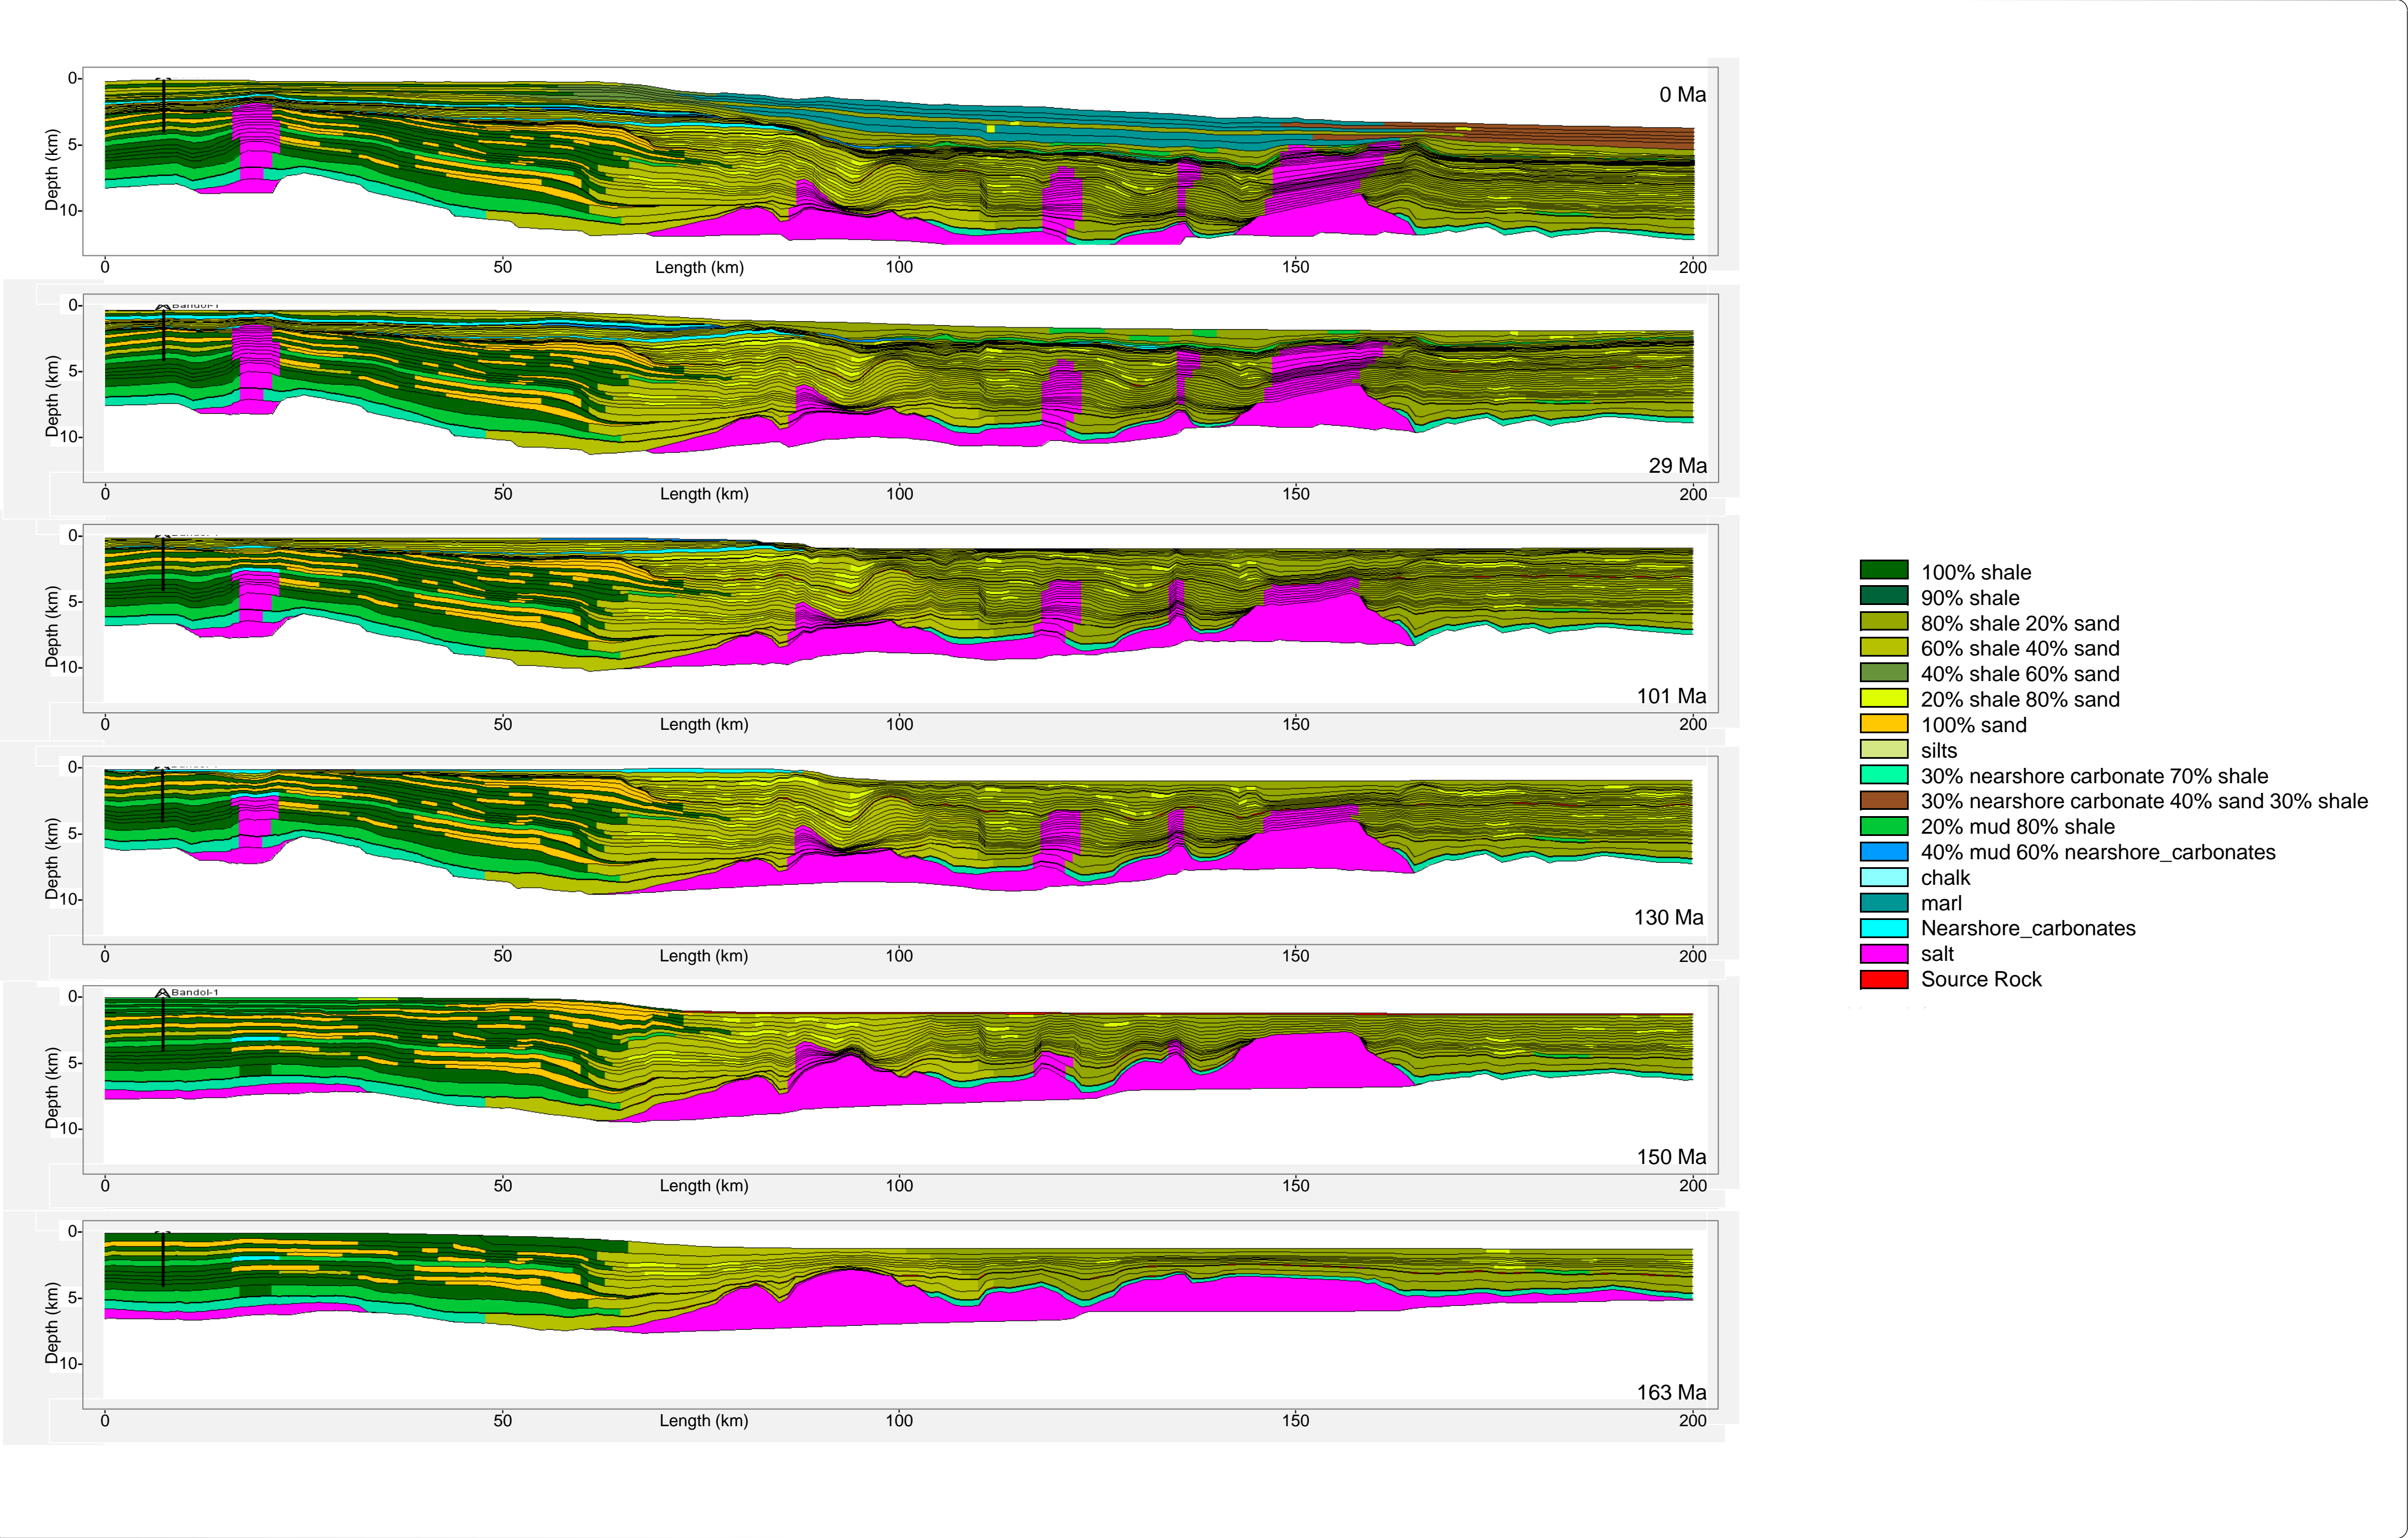 0
0 Ma
5
Depth (km)
10
0 50 Length (km) 100 150 200
0
Bandol-1
5
Depth (km)
10
29 Ma
0 50 Length (km) 100 150 200
0
5
Depth (km)
10
101 Ma
0 50 Length (km) 100 150 200
0
5
Depth (km)
10
130 Ma
0 50 Length (km) 100 150 200
0
Bandol-1
5
Depth (km)
10
150 Ma
0 50 Length (km) 100 150 200
0
5
Depth (km)
10
163 Ma
0 50 Length (km) 100 150 200
100% shale
90% shale
80% shale 20% sand
60% shale 40% sand
40% shale 60% sand
20% shale 80% sand
100% sand
silts
30% nearshore carbonate 70% shale
30% nearshore carbonate 40% sand 30% shale
20% mud 80% shale
40% mud 60% nearshore_carbonates
chalk
marl
Nearshore_carbonates
salt
Source Rock